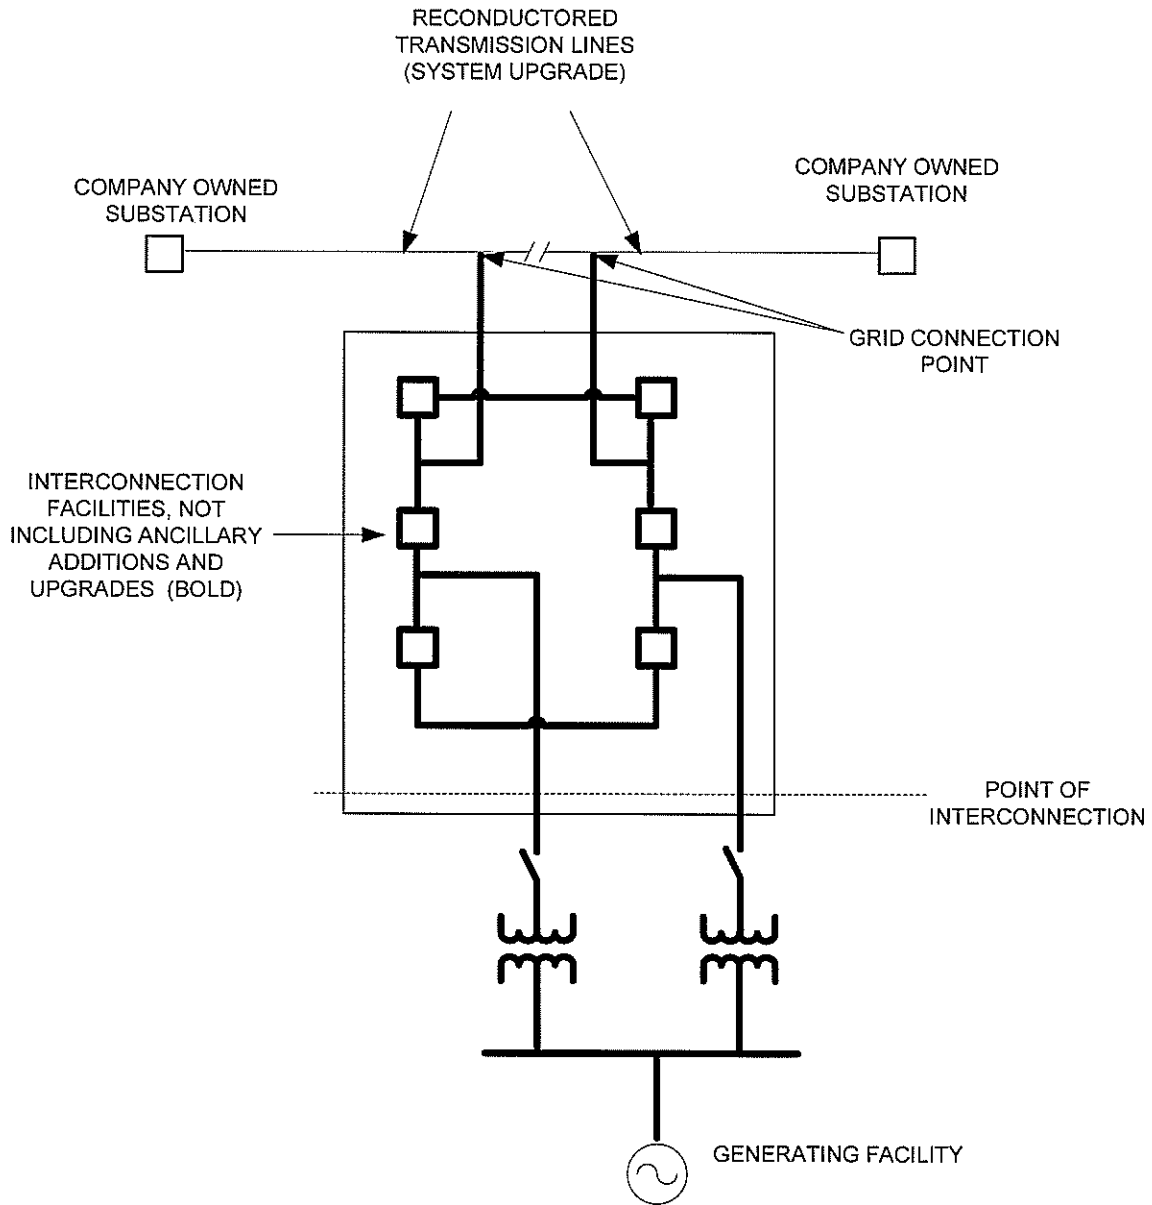 RECONDUCTORED
TRANSMISSION LINES
(SYSTEM UPGRADE)
COMPANY OWNED
SUBSTATION
COMPANY OWNED
SUBSTATION
GRID CONNECTION
POINT
INTERCONNECTION
FACILITIES, NOT
INCLUDING ANCILLARY
ADDITIONS AND
UPGRADES (BOLD)
POINT OF
INTERCONNECTION
GENERATING FACILITY